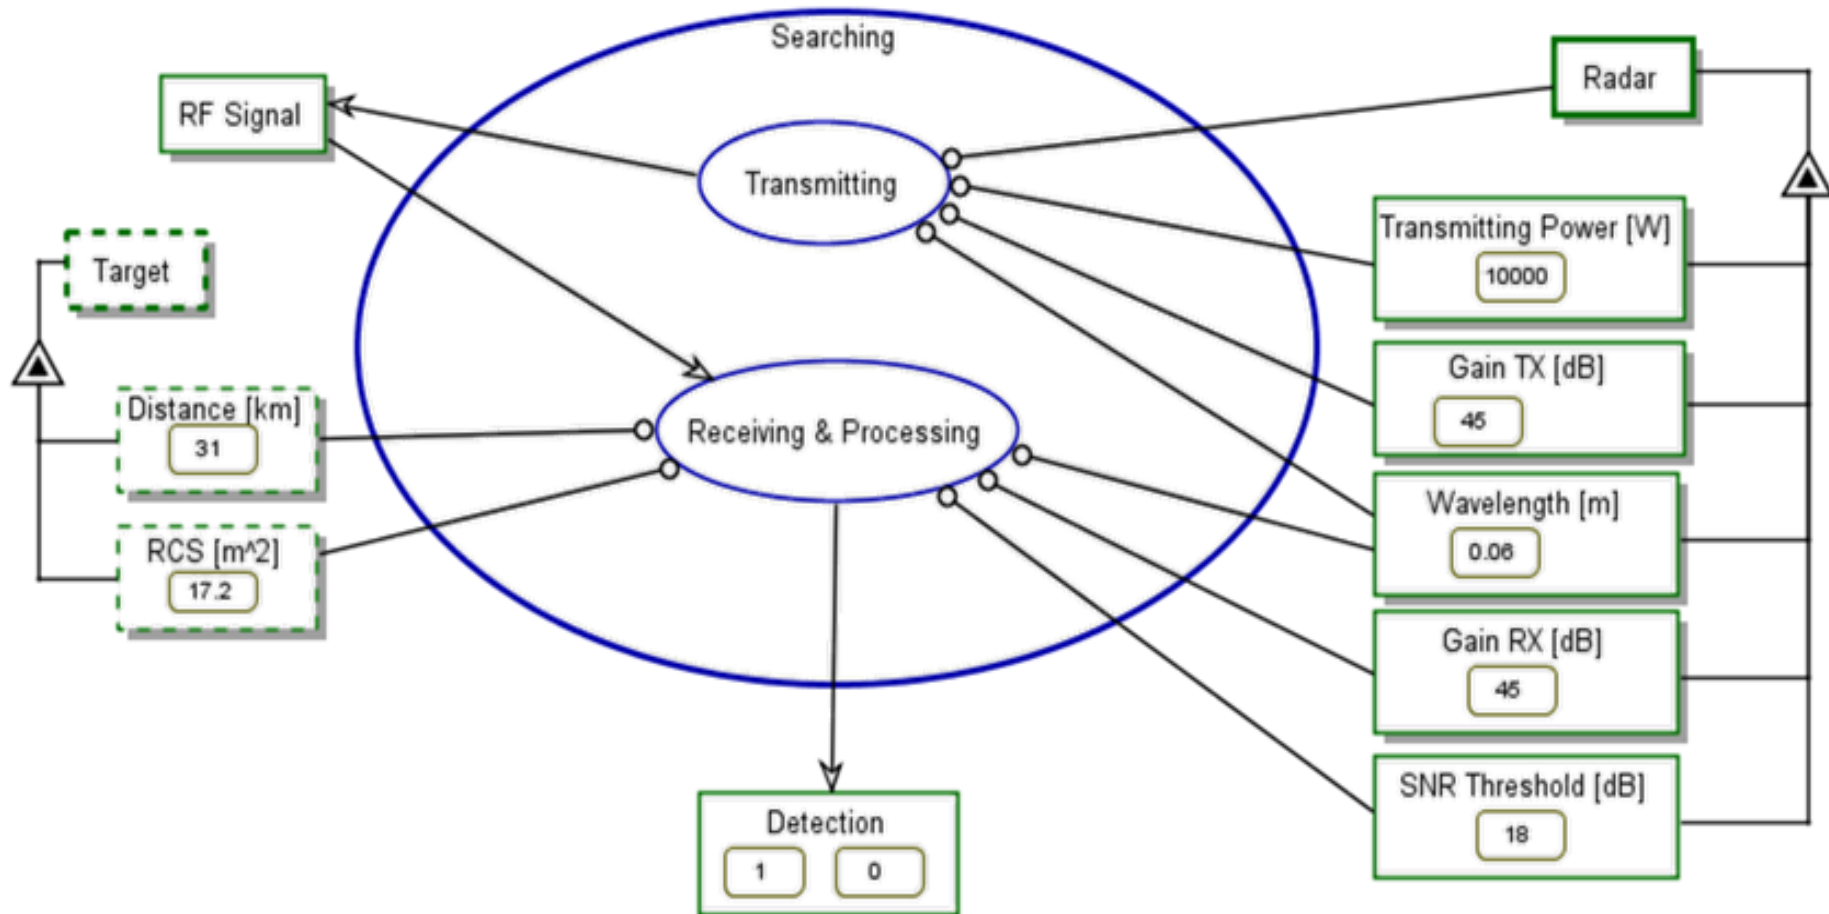 Searching
RF Signal
Radar
Transmitting
Target
Transmitting Power [W]
10000
Gain TX [dB]
45
Distance [km]
31
Receiving & Processing
Wavelength [m]
0.06
RCS [m^2]
17.2
Gain RX [dB]
45
SNR Threshold [dB]
18
Detection
1 0